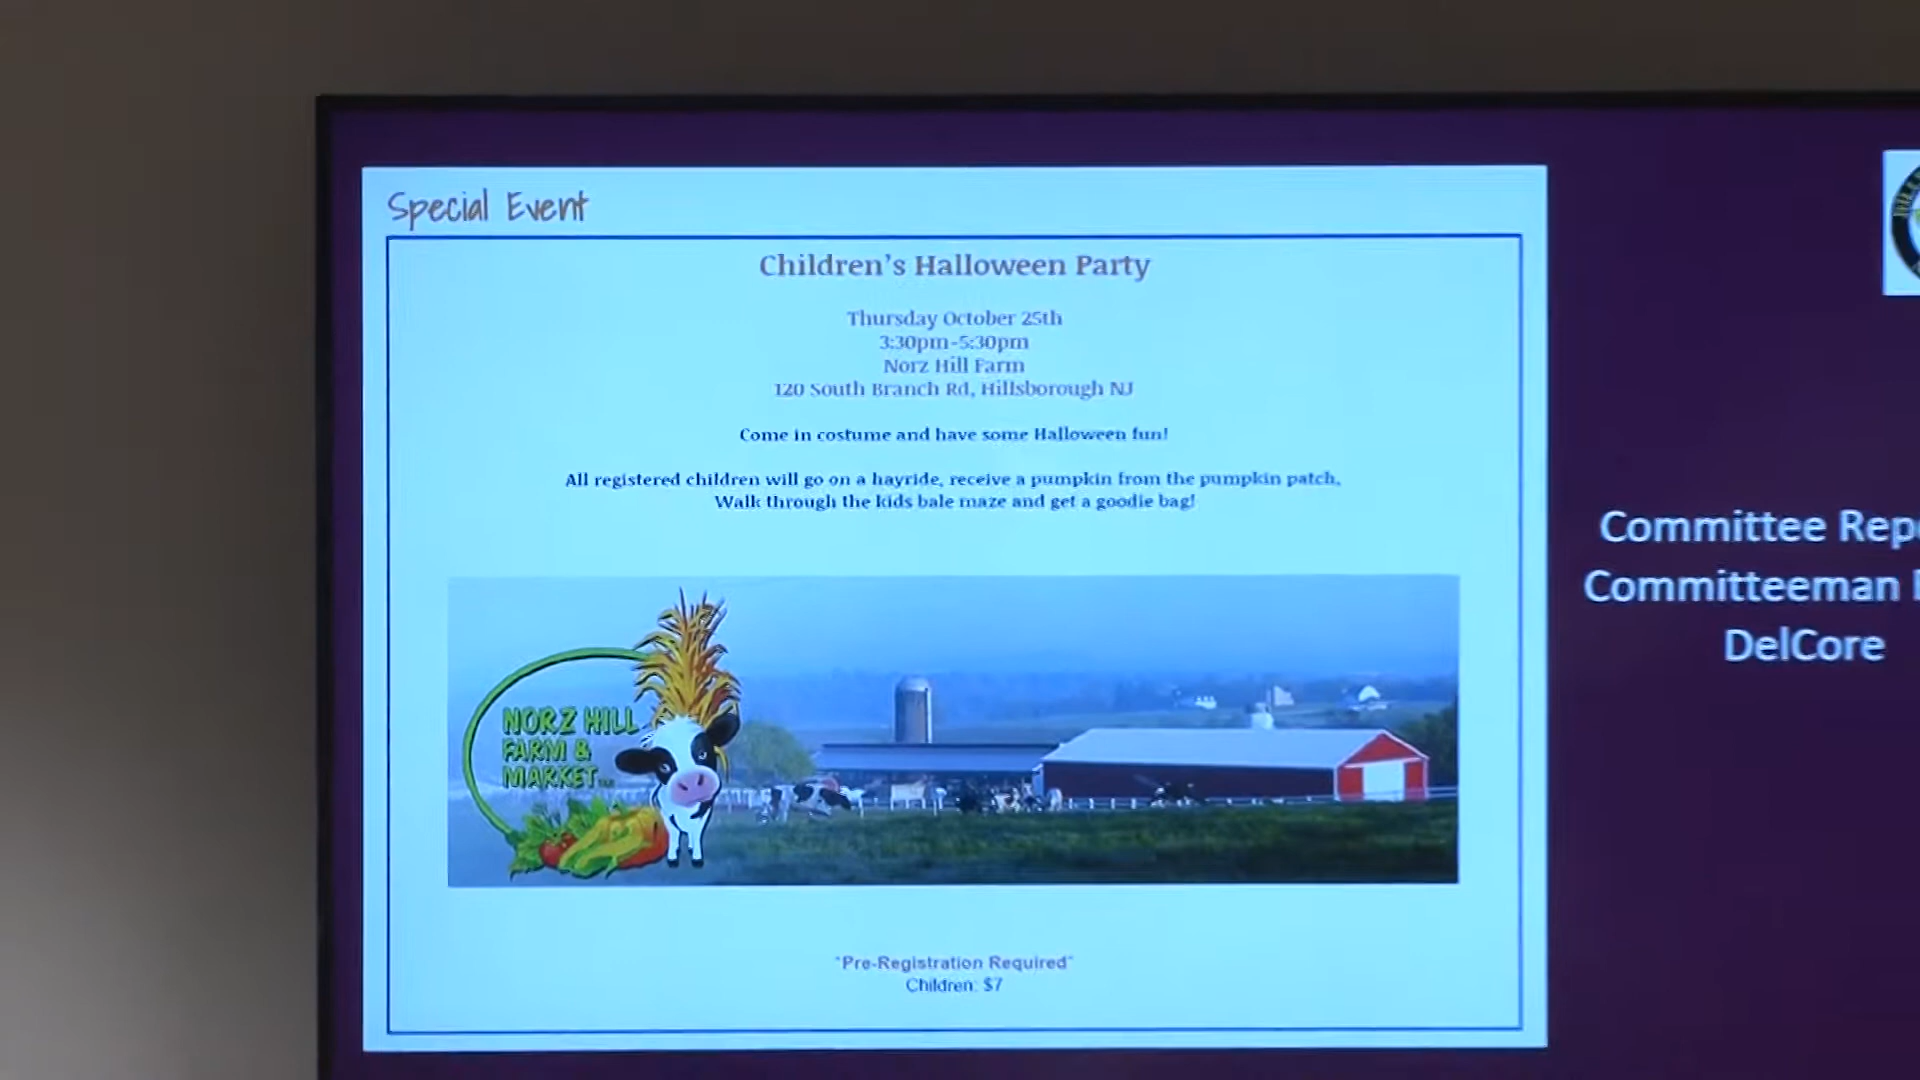 Special Event
Children's Halloween Party
Thursday October 25th
3:30pm-5:30pm
Norz Hill Farm
120 South Branch Rd, Hillsborough NJ
Come in costume and have some Halloween fun!
All registered children will go on a hayride, receive a pumpkin from the pumpkin patch,
Walk through the kids bale maze and get a goodie bag!
NORZ HILL
FARM &
MARKET
"Pre-Registration Required"
Children: $7
Committee
Committeeman
DelCore